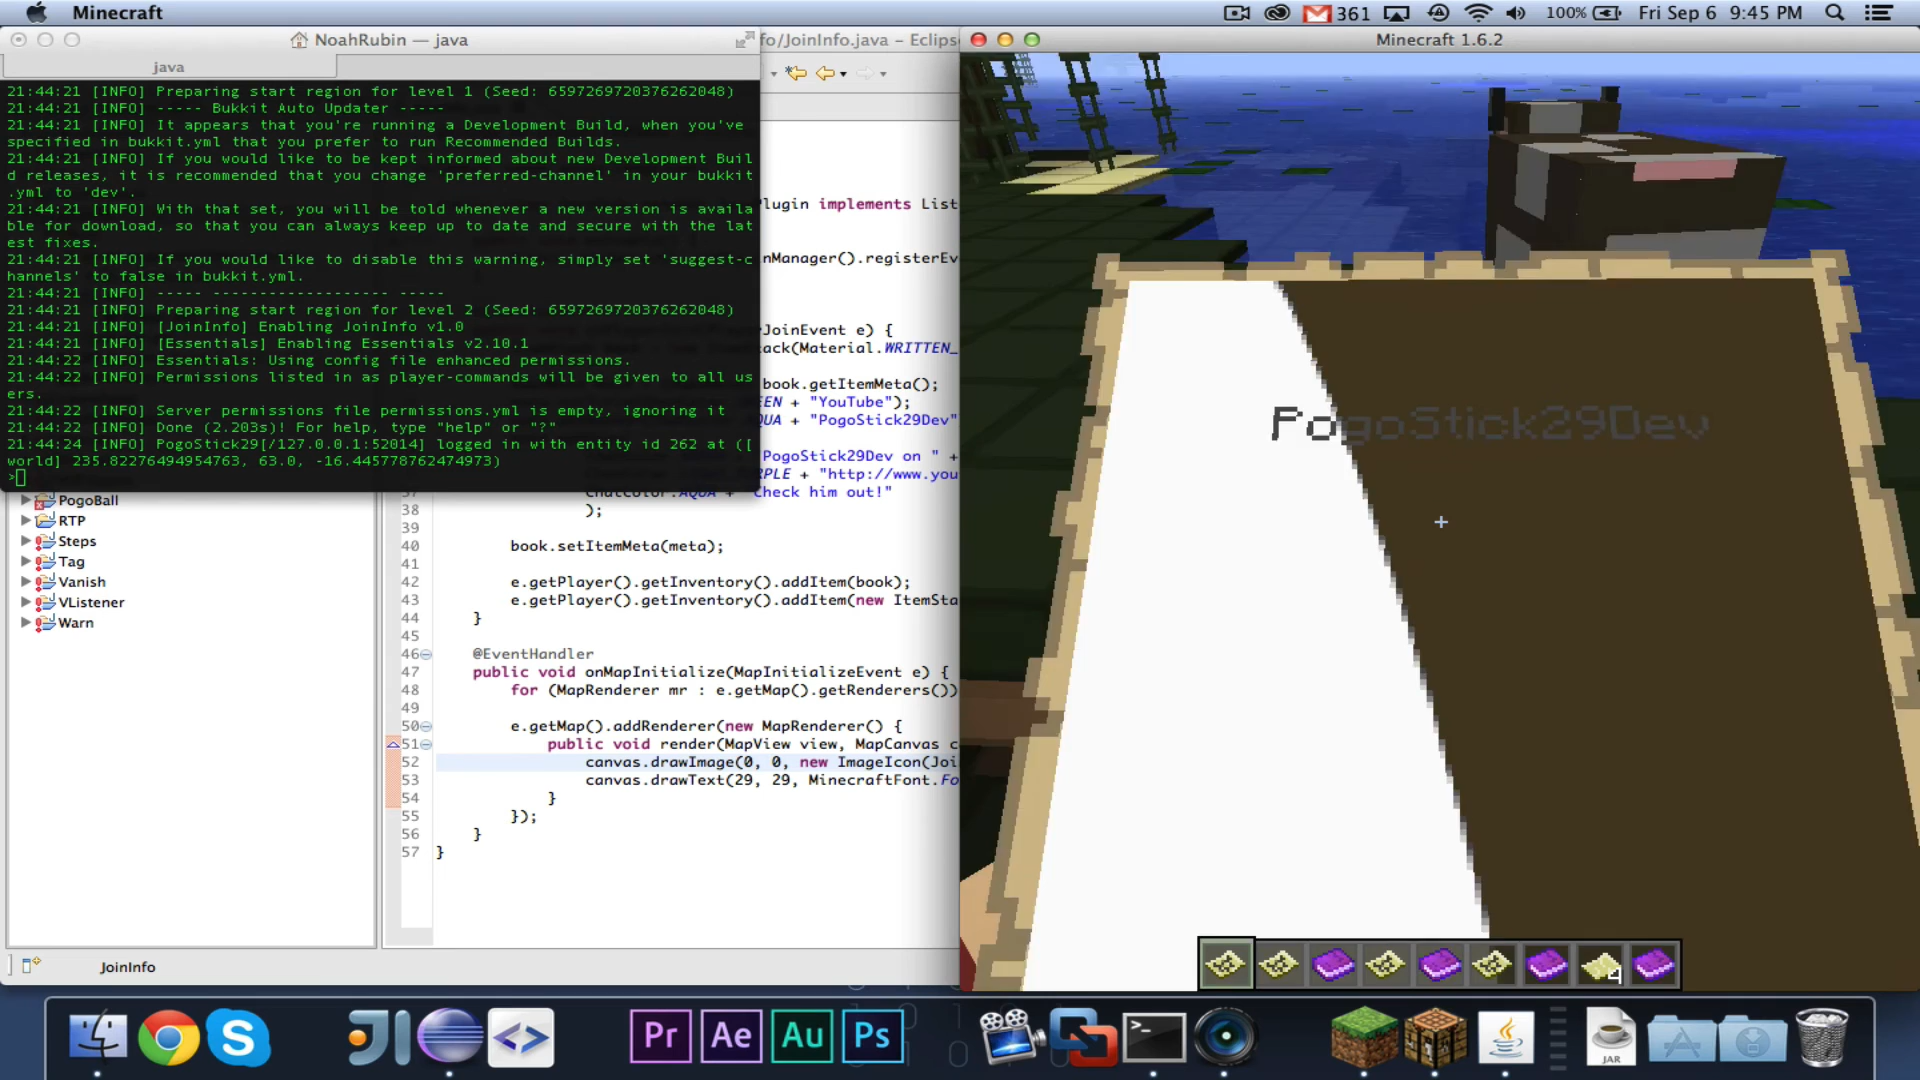 Minecraft
361
100%
Fri Sep 6 9:45 PM
NoahRubin — java
java
21:44:21 [INFO] Preparing start region for level 1 (Seed: 6597269720376262048)
21:44:21 [INFO] ----- Bukkit Auto Updater -----
21:44:21 [INFO] It appears that you're running a Development Build, when you've
specified in bukkit.yml that you prefer to run Recommended Builds.
21:44:21 [INFO] If you would like to be kept informed about new Development Buil
d releases, it is recommended that you change 'preferred-channel' in your bukkit
.yml to 'dev'.
21:44:21 [INFO] With that set, you will be told whenever a new version is availa
ble for download, so that you can always keep up to date and secure with the lat
est fixes.
21:44:21 [INFO] If you would like to disable this warning, simply set 'suggest-c
hannels' to false in bukkit.yml.
21:44:21 [INFO] ----- ------------------- -----
21:44:21 [INFO] Preparing start region for level 2 (Seed: 6597269720376262048)
21:44:21 [INFO] [JoinInfo] Enabling JoinInfo v1.0
21:44:21 [INFO] [Essentials] Enabling Essentials v2.10.1
21:44:22 [INFO] Essentials: Using config file enhanced permissions.
21:44:22 [INFO] Permissions listed in as player-commands will be given to all us
ers.
21:44:22 [INFO] Server permissions file permissions.yml is empty, ignoring it
21:44:22 [INFO] Done (2.203s)! For help, type "help" or "?"
21:44:24 [INFO] PogoStick29[/127.0.0.1:52014] logged in with entity id 262 at ([
world] 235.82276494954763, 63.0, -16.445778762474973)
>
fo/JoinInfo.java - Eclips
lugin implements List
nManager().registerEv
JoinEvent e) {
Stack(Material.WRITTEN_
book.getItemMeta();
EEN + "YouTube");
QUA + "PogoStick29Dev"
PogoStick29Dev on " +
RPLE + "http://www.you
ChatColor.AQUA + "Check him out!"
38 );
39
40 book.setItemMeta(meta);
41
42 e.getPlayer().getInventory().addItem(book);
43 e.getPlayer().getInventory().addItem(new ItemSta
44 }
45
46 @EventHandler
47 public void onMapInitialize(MapInitializeEvent e) {
48 for (MapRenderer mr : e.getMap().getRenderers())
49
50 e.getMap().addRenderer(new MapRenderer() {
51 public void render(MapView view, MapCanvas c
52 canvas.drawImage(0, 0, new ImageIcon(Joi
53 canvas.drawText(29, 29, MinecraftFont.Fo
54 }
55 });
56 }
57 }
PogoBall
RTP
Steps
Tag
Vanish
VListener
Warn
JoinInfo
Minecraft 1.6.2
PogoStick29Dev
4
Pr
Ae
Au
Ps
JAR